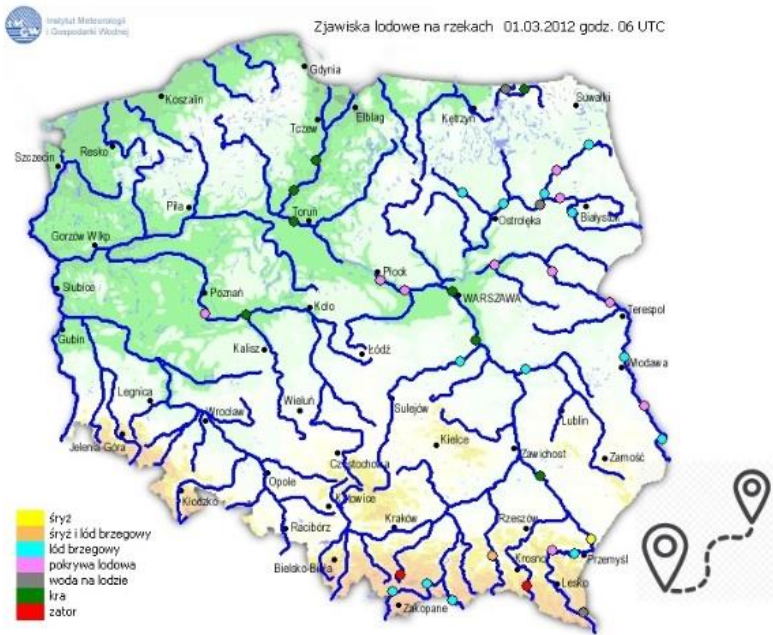 Instytut Meteorologii
i Gospodarki Wodnej
Zjawiska lodowe na rzekach 01.03.2012 godz. 06 UTC
Gdynia
Koszalin
Suwałki
Elbląg
Kętrzyn
Tczew
Resko
Szczecin
Piła
Toruń
Ostrołęka
Białystok
Gorzów Wlkp
Płock
Słubice
Poznań
Koło
WARSZAWA
Terespol
Gubin
Kalisz
Łódź
Włodawa
Legnica
Wieluń
Sulejów
Wrocław
Lublin
Jelenia Góra
Kielce
Częstochowa
Zawichost
Zamość
Opole
Kłodzko
Katowice
Racibórz
Kraków
Rzeszów
Bielsko-Biała
Krosno
Przemyśl
Lesko
Zakopane
śryż
śryż i lód brzegowy
lód brzegowy
pokrywa lodowa
woda na lodzie
kra
zator